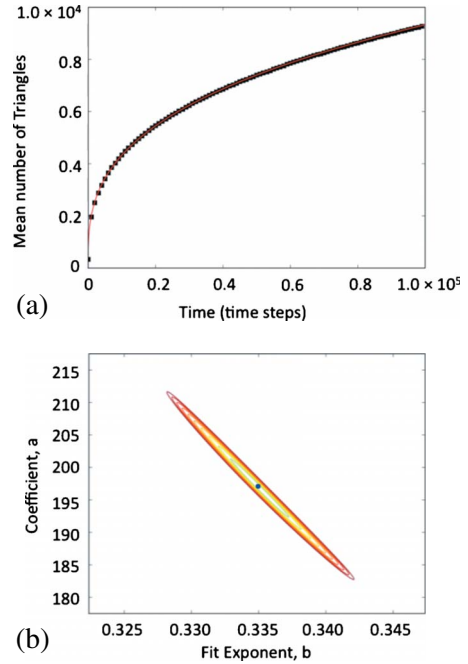 1.0 × 10⁴
0.8
0.6
0.4
0.2
0
Mean number of Triangles
0 0.2 0.4 0.6 0.8 1.0 × 10⁵
Time (time steps)
(a)
215
210
205
200
195
190
185
180
Coefficient, a
0.325 0.330 0.335 0.340 0.345
Fit Exponent, b
(b)